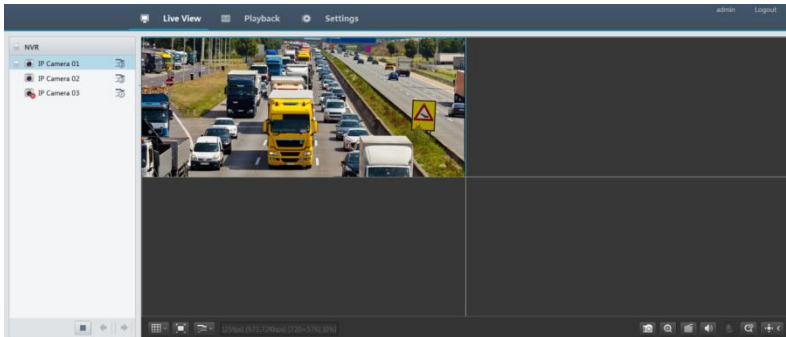 admin Logout
Live View Playback Settings
NVR
IP Camera 01
IP Camera 02
IP Camera 03